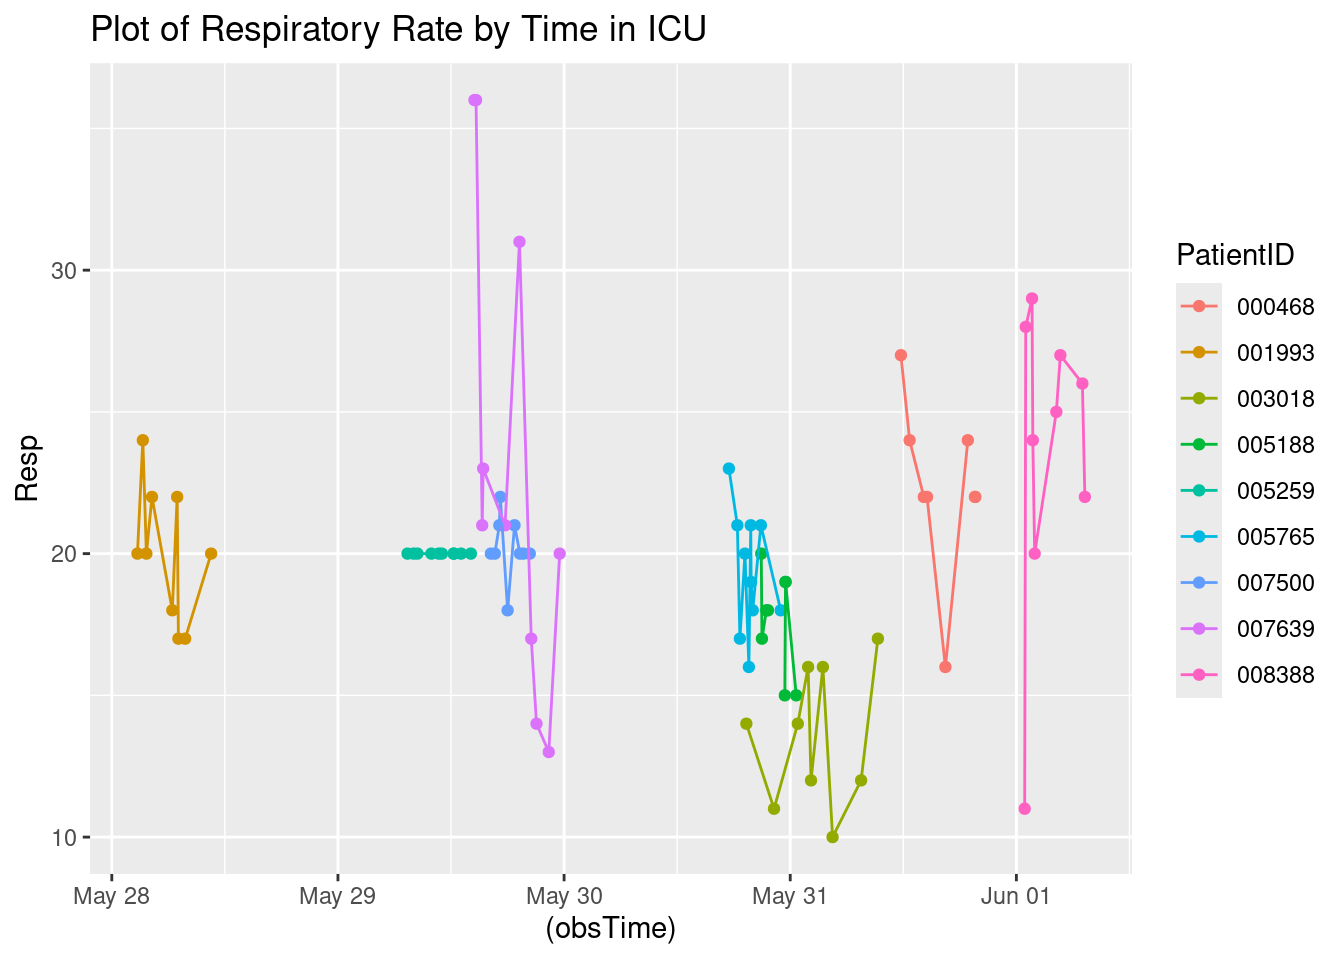 Plot of Respiratory Rate by Time in ICU
Resp
30
20
10
May 28
May 29
May 30
May 31
Jun 01
(obsTime)
PatientID
000468
001993
003018
005188
005259
005765
007500
007639
008388